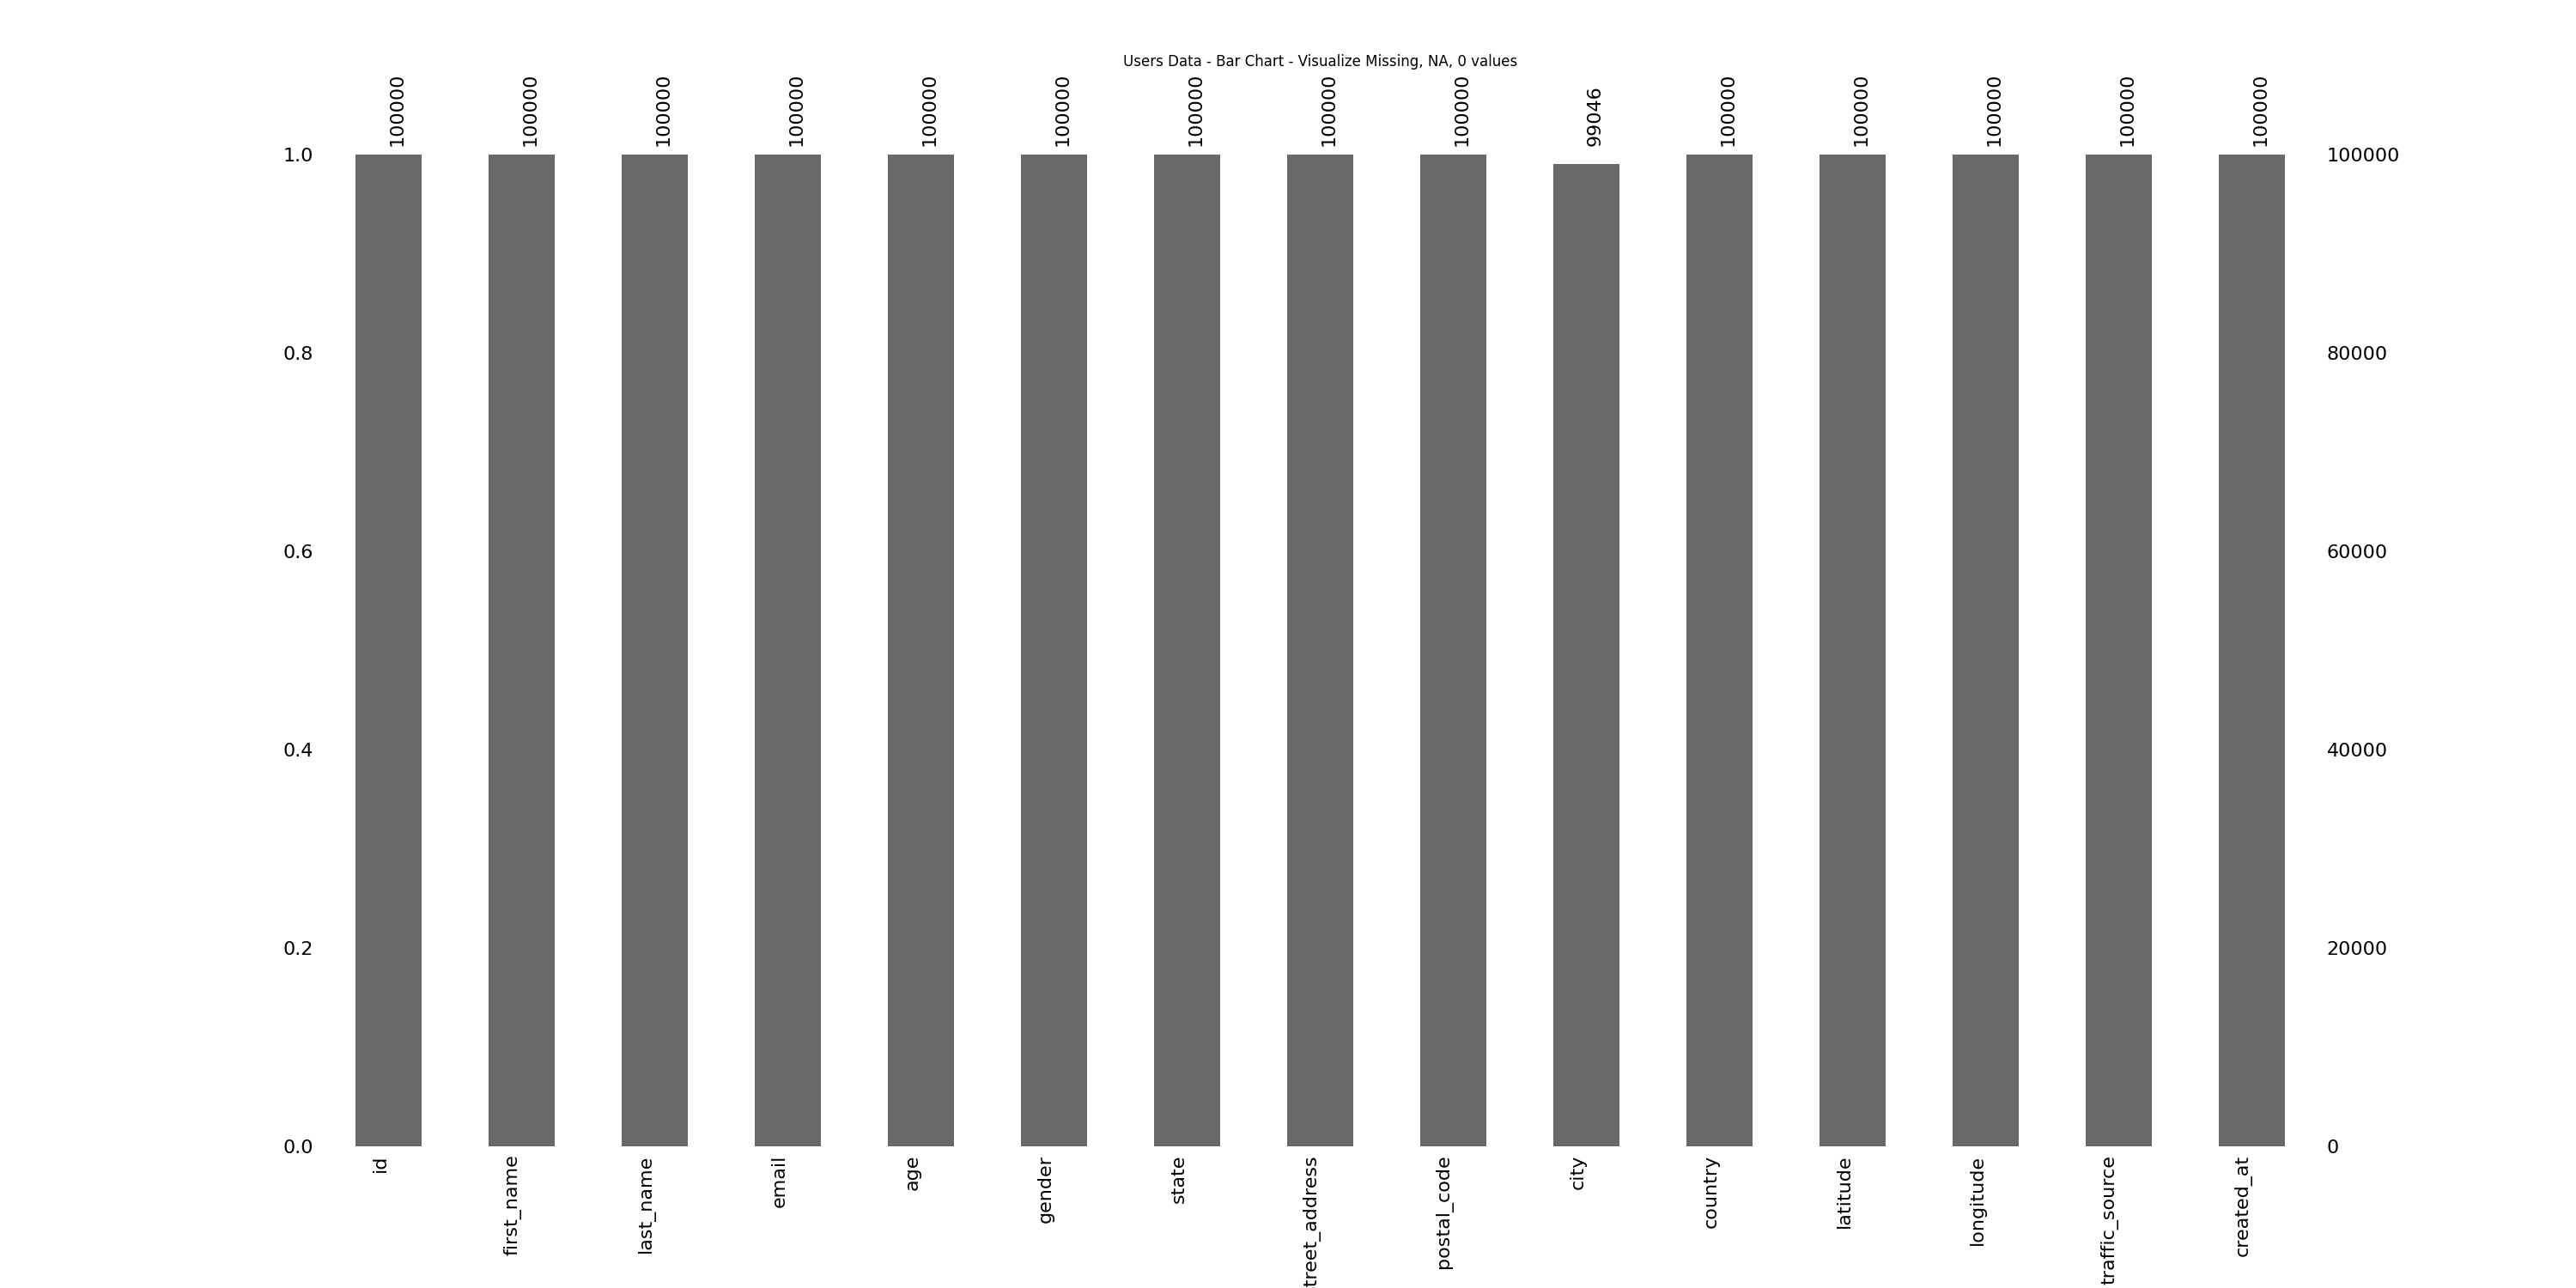 Users Data - Bar Chart - Visualize Missing, NA, 0 values
100000 100000 100000 100000 100000 100000 100000 100000 100000 99046 100000 100000 100000 100000 100000
1.0 100000
0.8 80000
0.6 60000
0.4 40000
0.2 20000
0.0 0
id first_name last_name email age gender state treet_address postal_code city country latitude longitude traffic_source created_at